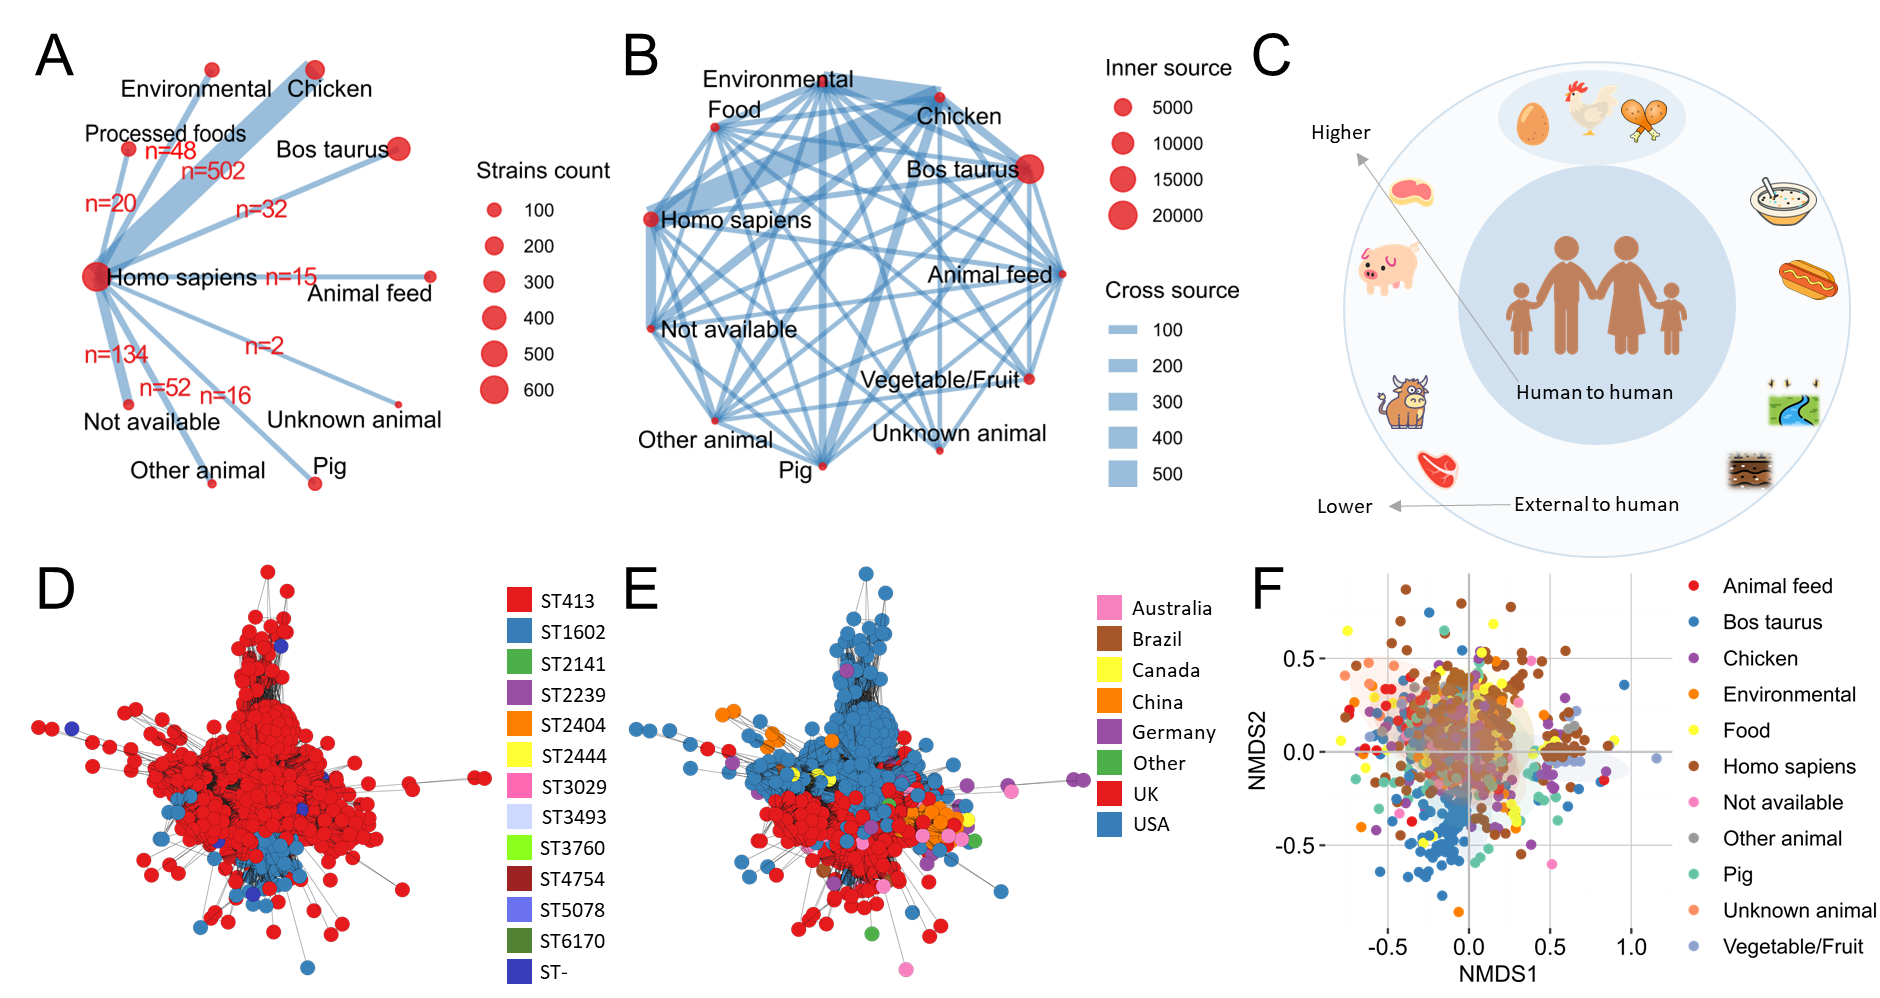 A
Environmental
Chicken
Processed foods
n=48
Bos taurus
n=502
n=20
n=32
Homo sapiens
n=15
Animal feed
n=134
n=2
n=52
n=16
Not available
Unknown animal
Other animal
Pig
Strains count
100
200
300
400
500
600
B
Environmental
Food
Chicken
Bos taurus
Homo sapiens
Animal feed
Not available
Vegetable/Fruit
Other animal
Unknown animal
Pig
Inner source
5000
10000
15000
20000
Cross source
100
200
300
400
500
C
Higher
Human to human
Lower
External to human
D
ST413
ST1602
ST2141
ST2239
ST2404
ST2444
ST3029
ST3493
ST3760
ST4754
ST5078
ST6170
ST-
E
Australia
Brazil
Canada
China
Germany
Other
UK
USA
F
NMDS2
0.5
0.0
-0.5
-0.5
0.0
0.5
1.0
NMDS1
Animal feed
Bos taurus
Chicken
Environmental
Food
Homo sapiens
Not available
Other animal
Pig
Unknown animal
Vegetable/Fruit